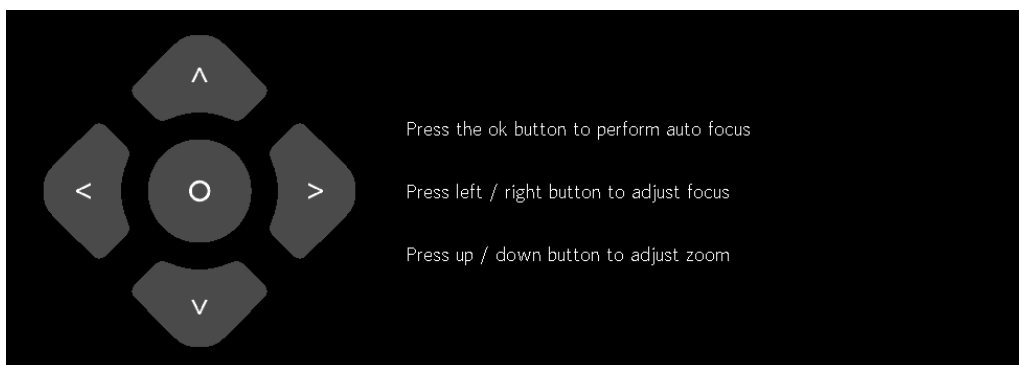 ^
<
O
>
v
Press the ok button to perform auto focus
Press left / right button to adjust focus
Press up / down button to adjust zoom